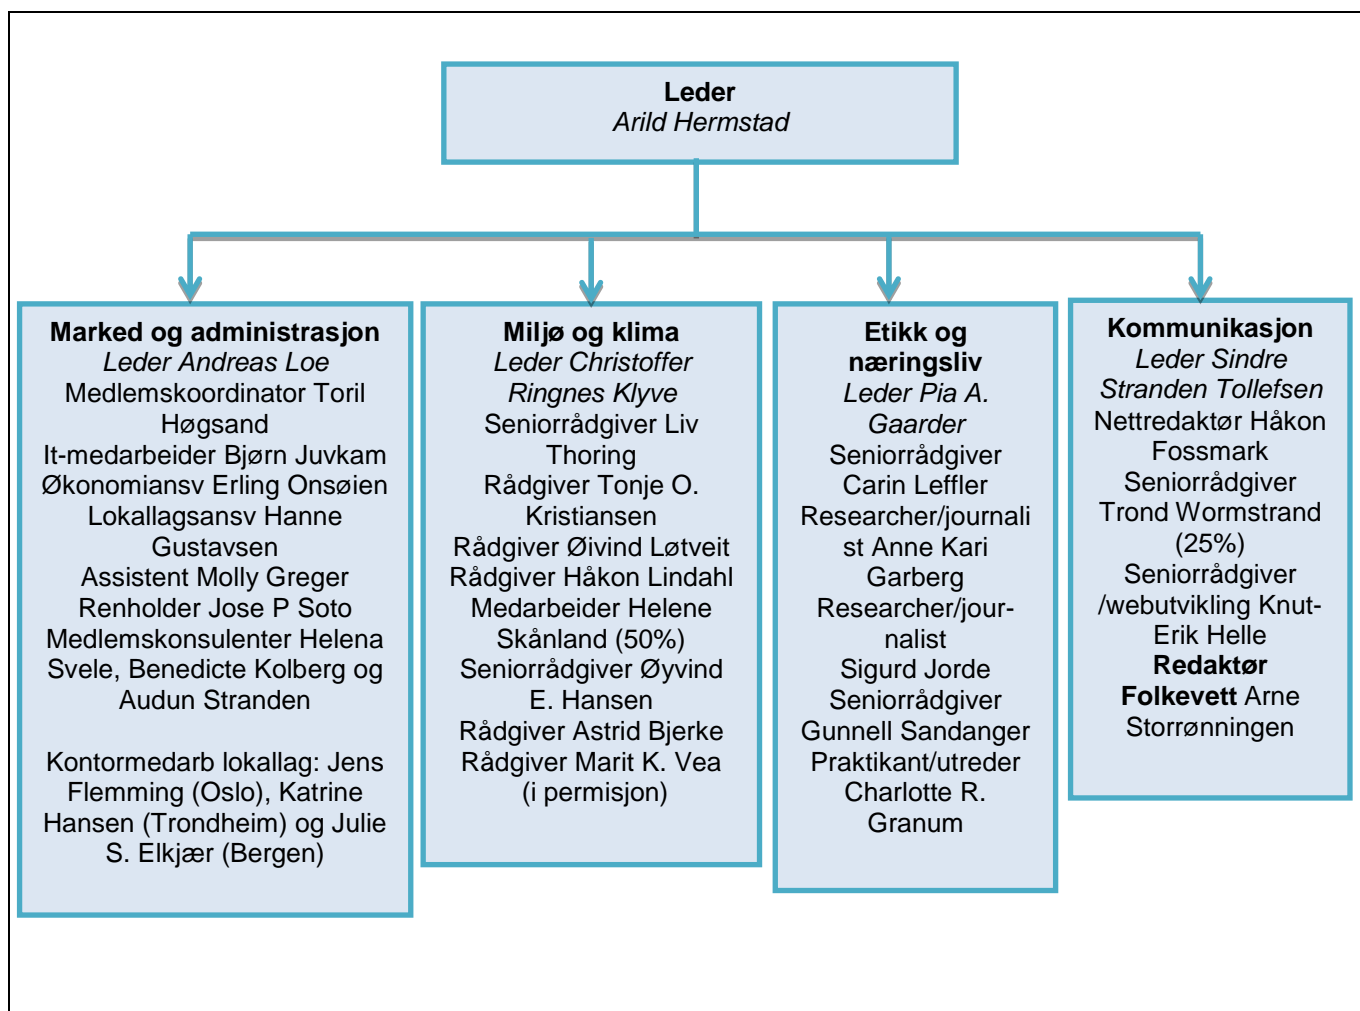 Leder
Arild Hermstad
Marked og administrasjon
Leder Andreas Loe
Medlemskoordinator Toril
Høgsand
It-medarbeider Bjørn Juvkam
Økonomiansv Erling Onsøien
Lokallagsansv Hanne
Gustavsen
Assistent Molly Greger
Renholder Jose P Soto
Medlemskonsulenter Helena
Svele, Benedicte Kolberg og
Audun Stranden
Kontormedarb lokallag: Jens
Flemming (Oslo), Katrine
Hansen (Trondheim) og Julie
S. Elkjær (Bergen)
Miljø og klima
Leder Christoffer
Ringnes Klyve
Seniorrådgiver Liv
Thoring
Rådgiver Tonje O.
Kristiansen
Rådgiver Øivind Løtveit
Rådgiver Håkon Lindahl
Medarbeider Helene
Skånland (50%)
Seniorrådgiver Øyvind
E. Hansen
Rådgiver Astrid Bjerke
Rådgiver Marit K. Vea
(i permisjon)
Etikk og
næringsliv
Leder Pia A.
Gaarder
Seniorrådgiver
Carin Leffler
Researcher/journali
st Anne Kari
Garberg
Researcher/jour-
nalist
Sigurd Jorde
Seniorrådgiver
Gunnell Sandanger
Praktikant/utreder
Charlotte R.
Granum
Kommunikasjon
Leder Sindre
Stranden Tollefsen
Nettredaktør Håkon
Fossmark
Seniorrådgiver
Trond Wormstrand
(25%)
Seniorrådgiver
/webutvikling Knut-
Erik Helle
Redaktør
Folkevett Arne
Storrønningen